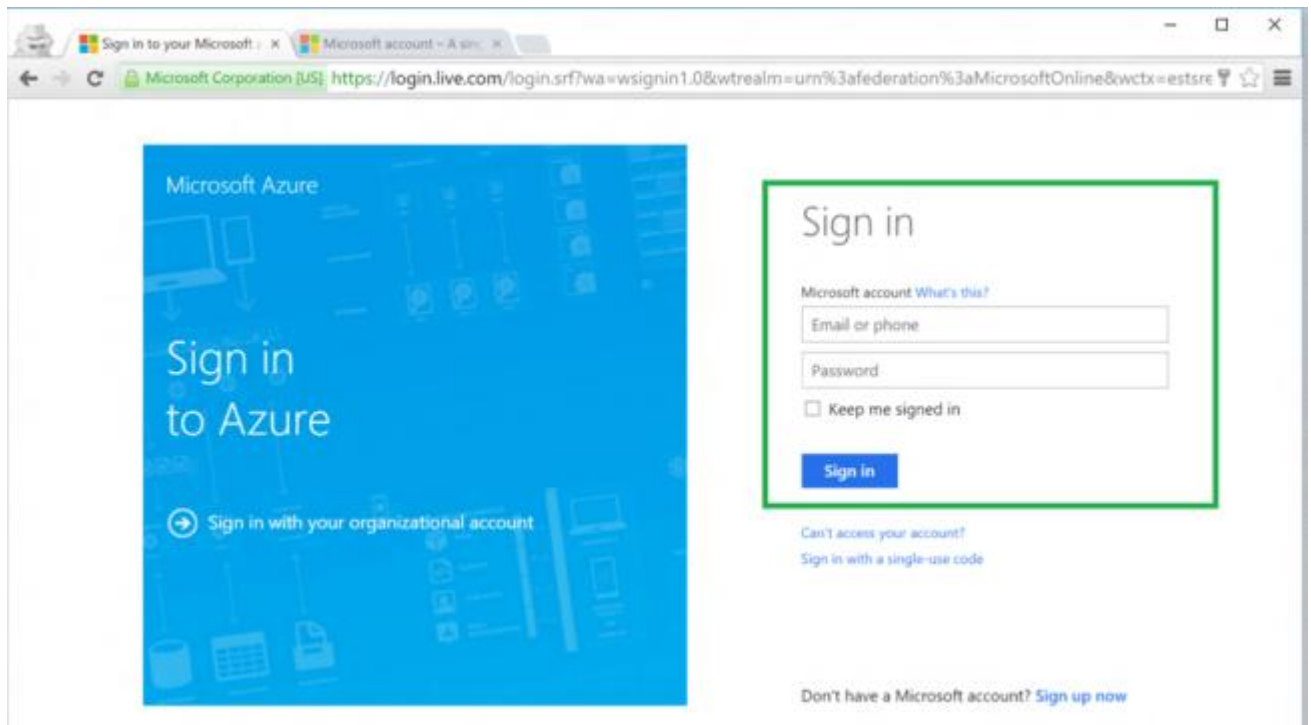 Sign in to your Microsoft
Microsoft account - A sin
Microsoft Corporation [US]
https://login.live.com/login.srf?wa=wsignin1.0&wtrealm=urn%3afederation%3aMicrosoftOnline&wctx=estsre
Microsoft Azure
Sign in
to Azure
Sign in with your organizational account
Sign in
Microsoft account What's this?
Email or phone
Password
Keep me signed in
Sign in
Can't access your account?
Sign in with a single-use code
Don't have a Microsoft account? Sign up now